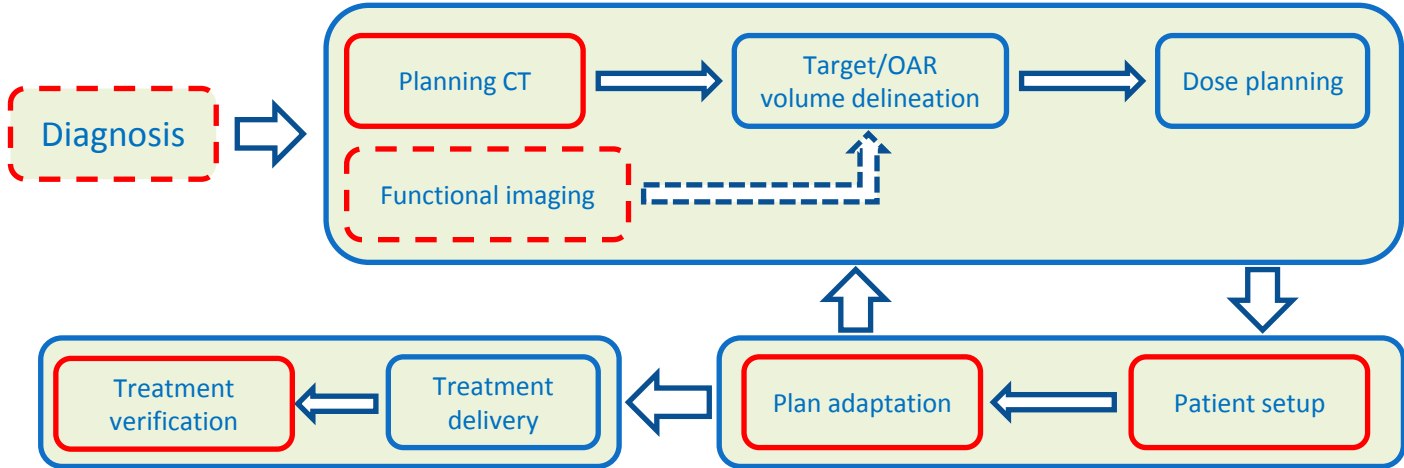 Diagnosis
Planning CT
Target/OAR
volume delineation
Dose planning
Functional imaging
Treatment
verification
Treatment
delivery
Plan adaptation
Patient setup